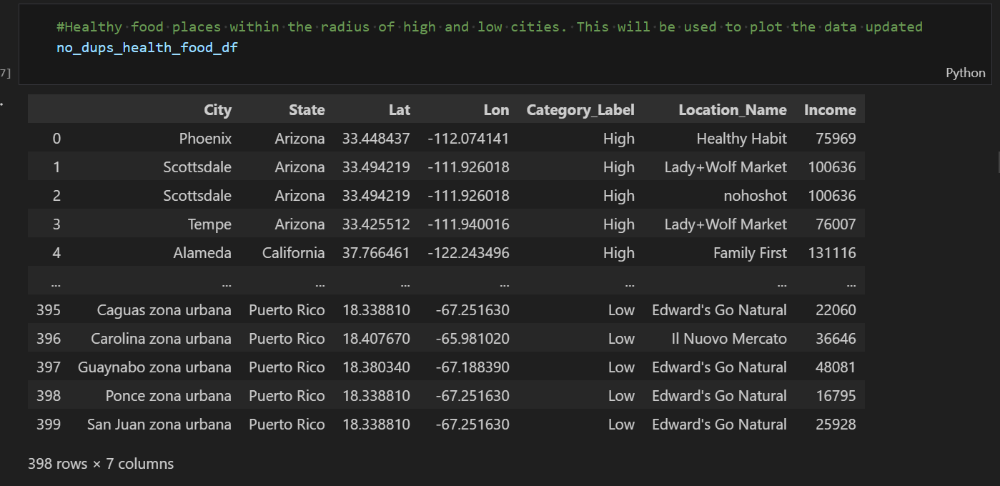 #Healthy food places within the radius of high and low cities. This will be used to plot the data updated
no_dups_health_food_df
7]
Python
City State Lat Lon Category_Label Location_Name Income
0 Phoenix Arizona 33.448437 -112.074141 High Healthy Habit 75969
1 Scottsdale Arizona 33.494219 -111.926018 High Lady+Wolf Market 100636
2 Scottsdale Arizona 33.494219 -111.926018 High nohoshot 100636
3 Tempe Arizona 33.425512 -111.940016 High Lady+Wolf Market 76007
4 Alameda California 37.766461 -122.243496 High Family First 131116
... ... ... ... ... ... ... ...
395 Caguas zona urbana Puerto Rico 18.338810 -67.251630 Low Edward's Go Natural 22060
396 Carolina zona urbana Puerto Rico 18.407670 -65.981020 Low Il Nuovo Mercato 36646
397 Guaynabo zona urbana Puerto Rico 18.380340 -67.188390 Low Edward's Go Natural 48081
398 Ponce zona urbana Puerto Rico 18.338810 -67.251630 Low Edward's Go Natural 16795
399 San Juan zona urbana Puerto Rico 18.338810 -67.251630 Low Edward's Go Natural 25928
398 rows × 7 columns